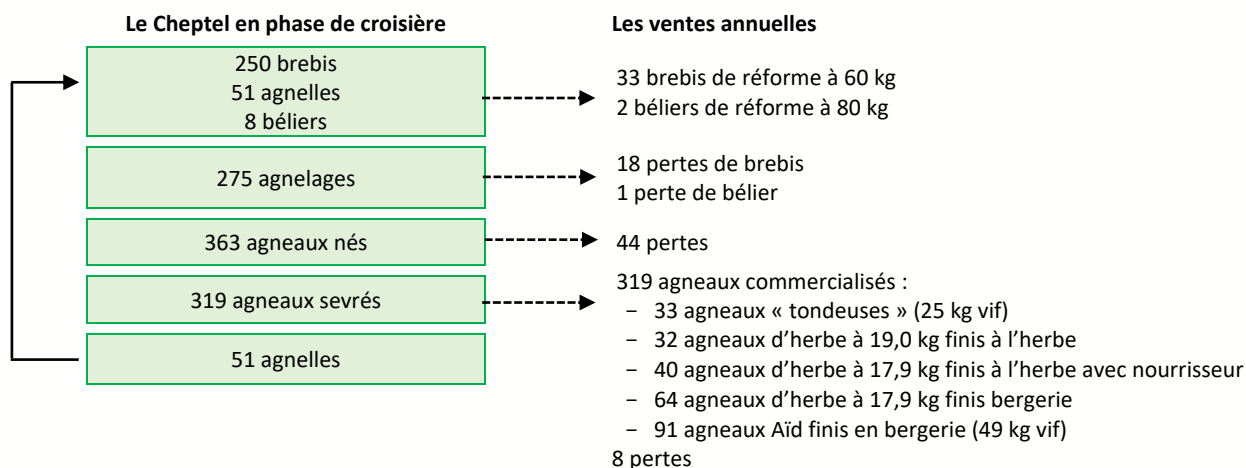 Le Cheptel en phase de croisière
250 brebis
51 agnelles
8 béliers
275 agnelages
363 agneaux nés
319 agneaux sevrés
51 agnelles
Les ventes annuelles
33 brebis de réforme à 60 kg
2 béliers de réforme à 80 kg
18 pertes de brebis
1 perte de bélier
44 pertes
319 agneaux commercialisés :
− 33 agneaux « tondeuses » (25 kg vif)
− 32 agneaux d’herbe à 19,0 kg finis à l’herbe
− 40 agneaux d’herbe à 17,9 kg finis à l’herbe avec nourrisseur
− 64 agneaux d’herbe à 17,9 kg finis bergerie
− 91 agneaux Aïd finis en bergerie (49 kg vif)
8 pertes